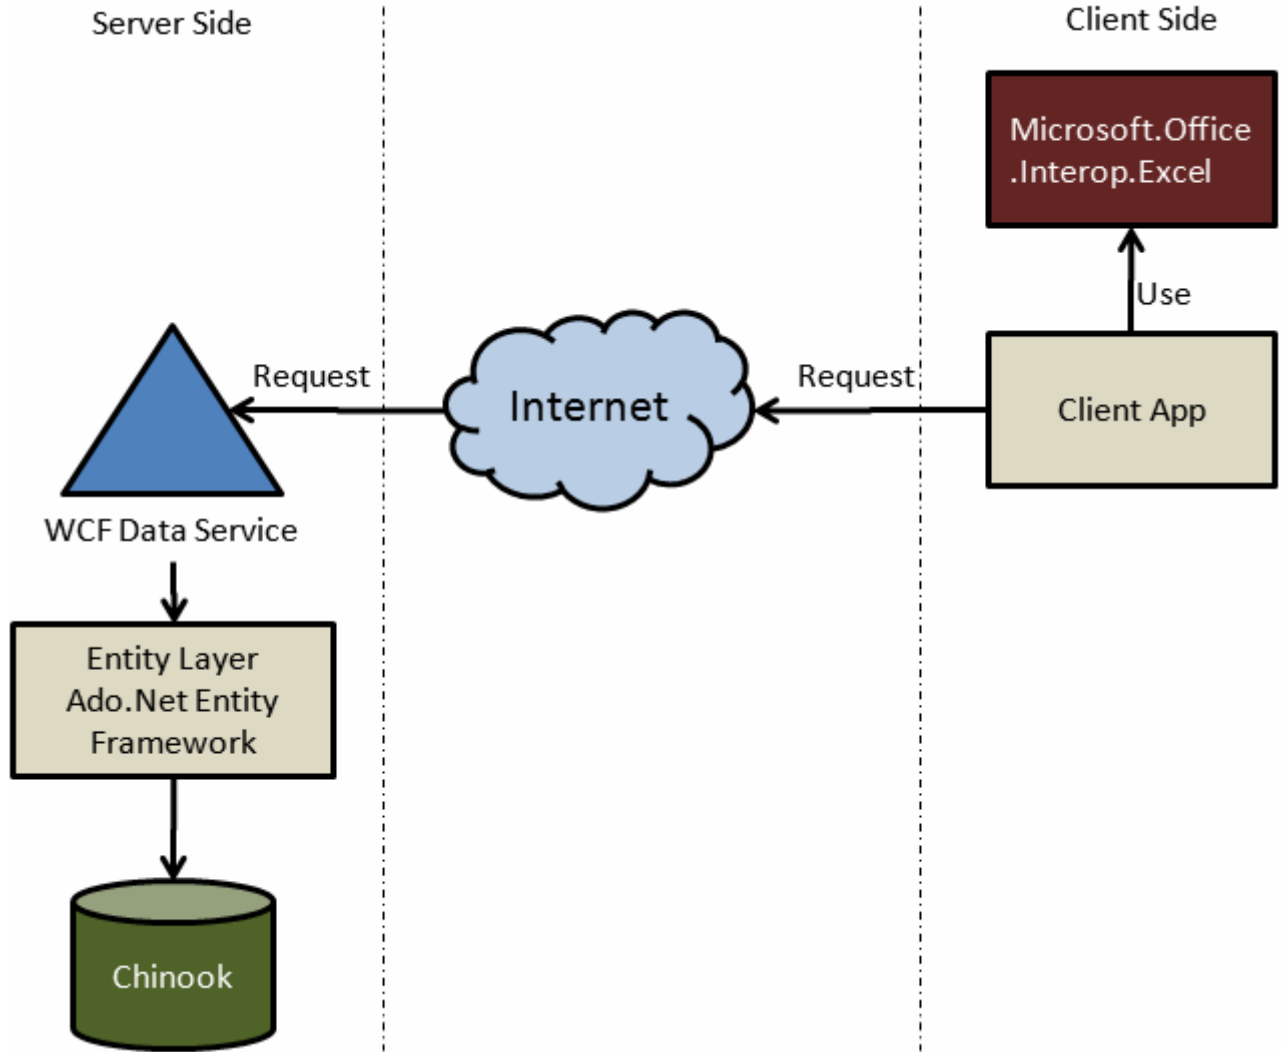 Server Side
Client Side
Microsoft.Office
.Interop.Excel
Use
Request
Internet
Request
Client App
WCF Data Service
Entity Layer
Ado.Net Entity
Framework
Chinook